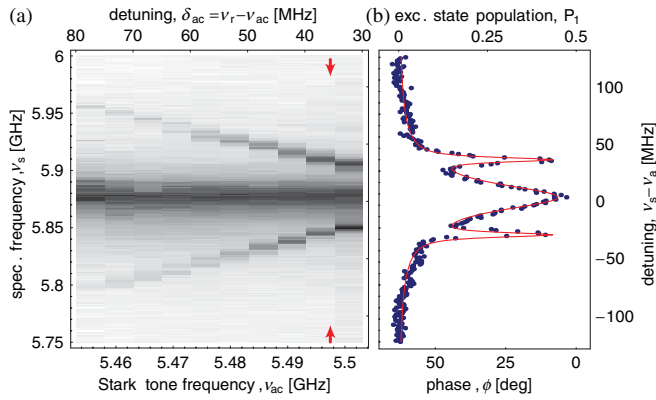 (a)
detuning, δac = νr − νac [MHz]
80 70 60 50 40 30
6
5.95
5.9
5.85
5.8
5.75
spec. frequency, νs [GHz]
5.46 5.47 5.48 5.49 5.5
Stark tone frequency, νac [GHz]
(b)
exc. state population, P1
0 0.25 0.5
100
50
0
−50
−100
detuning, νs−νa [MHz]
50 25 0
phase, ϕ [deg]